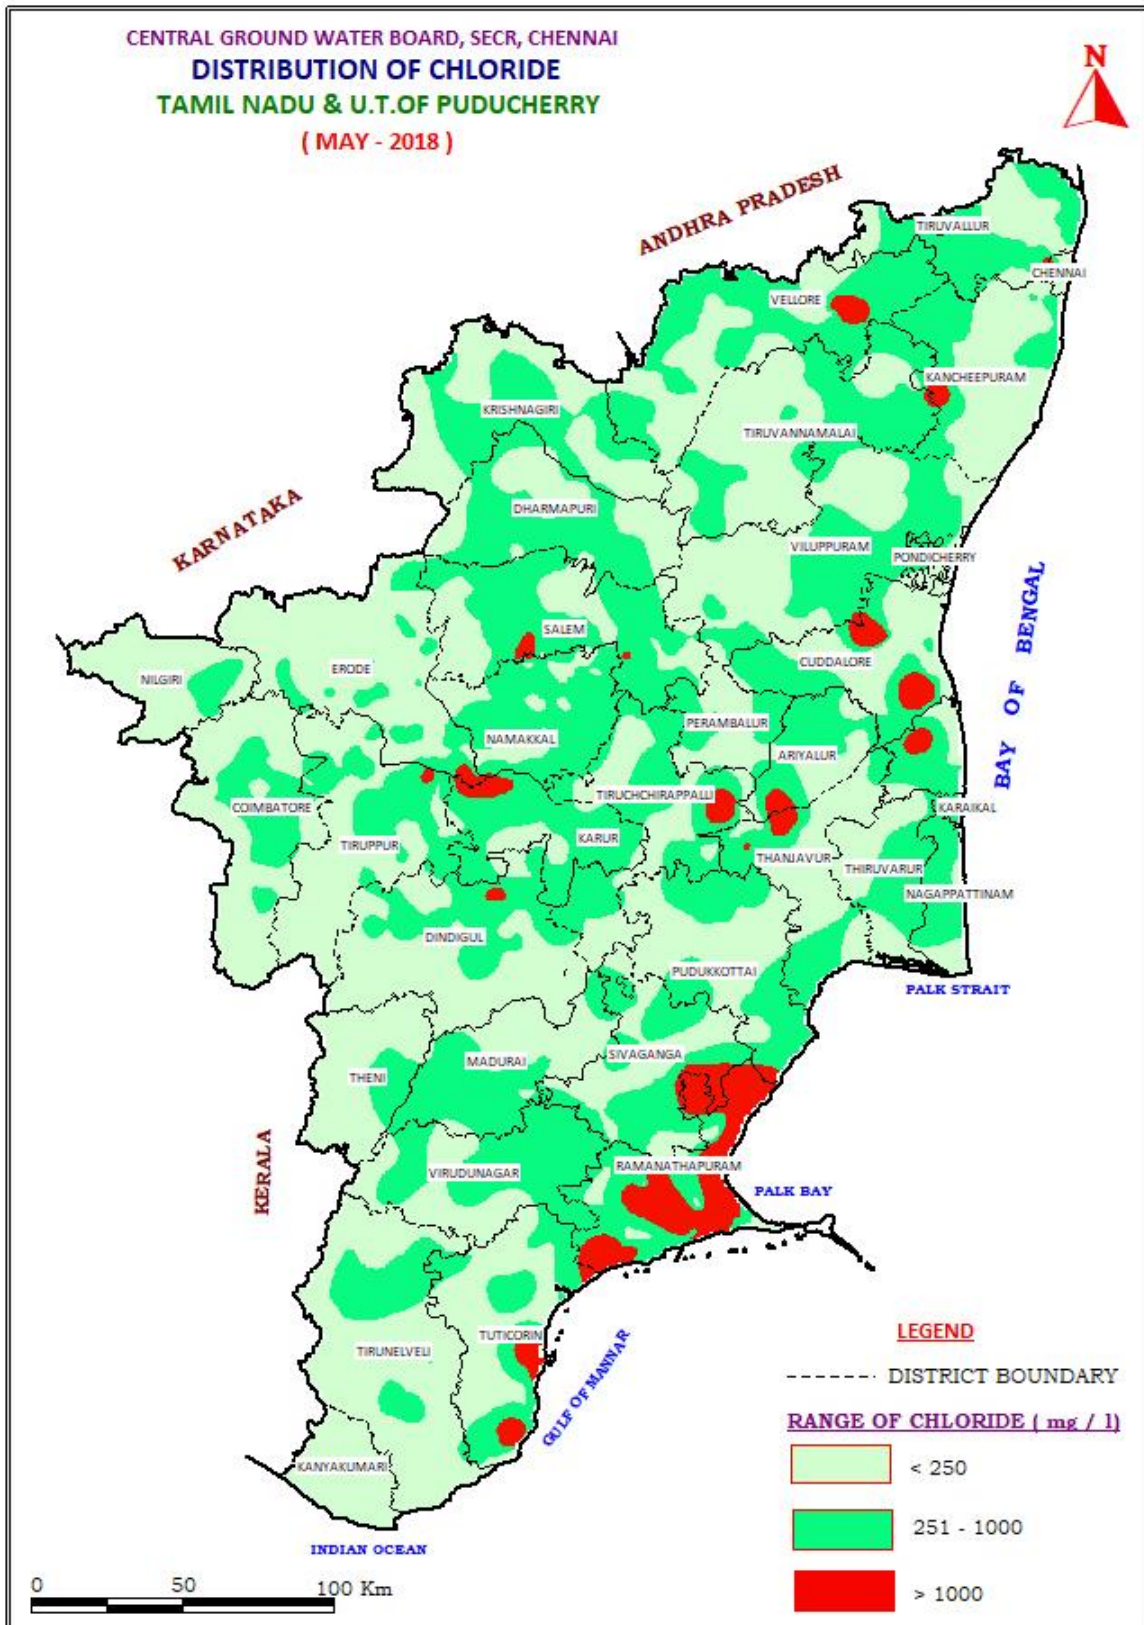 CENTRAL GROUND WATER BOARD, SECR, CHENNAI
DISTRIBUTION OF CHLORIDE
TAMIL NADU & U.T.OF PUDUCHERRY
( MAY - 2018 )
N
ANDHRA PRADESH
TIRUVALLUR
CHENNAI
VELLORE
KANCHEEPURAM
KRISHNAGIRI
TIRUVANNAMALAI
KARNATAKA
DHARMAPURI
VILUPPURAM
PONDICHERRY
BAY OF BENGAL
SALEM
CUDDALORE
ERODE
NILGIRI
PERAMBALUR
NAMAKKAL
ARIYALUR
TIRUCHCHIRAPPALLI
COIMBATORE
KARAIKAL
KARUR
TIRUPPUR
THANJAVUR
THIRUVARUR
NAGAPPATTINAM
DINDIGUL
PUDUKKOTTAI
PALK STRAIT
SIVAGANGA
MADURAI
THENI
KERALA
RAMANATHAPURAM
VIRUDUNAGAR
PALK BAY
TUTICORIN
TIRUNELVELI
GULF OF MANNAR
KANYAKUMARI
INDIAN OCEAN
LEGEND
DISTRICT BOUNDARY
RANGE OF CHLORIDE ( mg / l)
< 250
251 - 1000
> 1000
0 50 100 Km